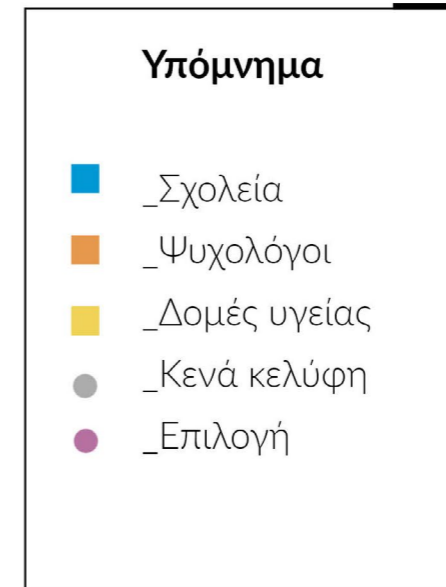 Υπόμνημα
_Σχολεία
_Ψυχολόγοι
_Δομές υγείας
_Κενά κελύφη
_Επιλογή